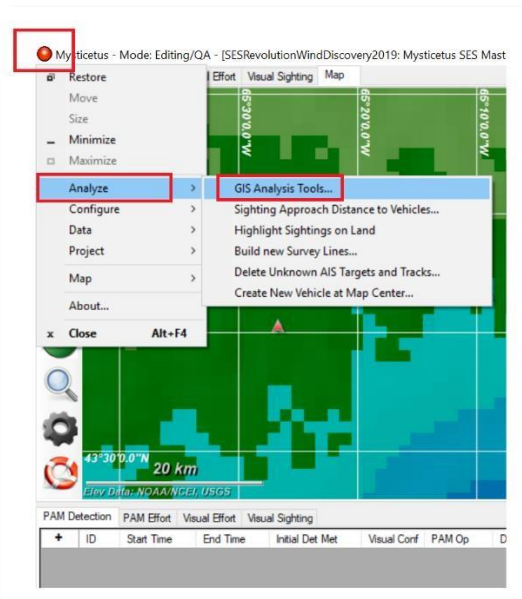 Mysticetus - Mode: Editing/QA - [SESRevolutionWindDiscovery2019: Mysticetus SES Mast
Restore
Move
Size
Minimize
Maximize
Analyze
Configure
Data
Project
Map
About...
x Close Alt+F4
Effort Visual Sighting Map
65°30'0.0"W
65°20'0.0"W
65°10'0.0"W
GIS Analysis Tools...
Sighting Approach Distance to Vehicles...
Highlight Sightings on Land
Build new Survey Lines...
Delete Unknown AIS Targets and Tracks...
Create New Vehicle at Map Center...
43°30'0.0"N
20 km
Elev Data: NOAA/NCEI, USGS
PAM Detection PAM Effort Visual Effort Visual Sighting
+ ID Start Time End Time Initial Det Met Visual Conf PAM Op D